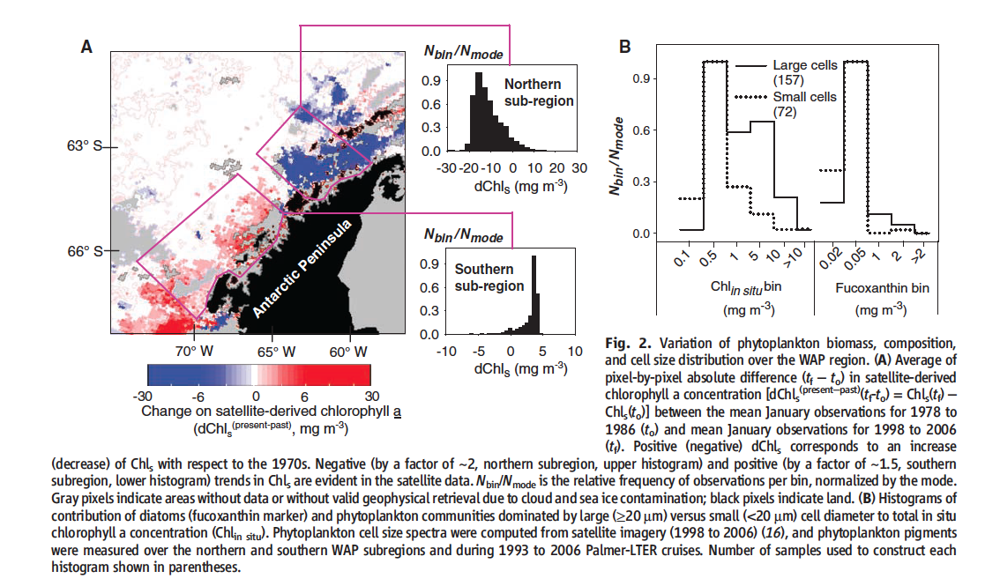 A
63° S
66° S
70° W
65° W
60° W
Antarctic Peninsula
-30
-6
0
6
30
Change on satellite-derived chlorophyll a
(dChls(present-past), mg m-3)
Nbin/Nmode
0.9
0.6
0.3
0.0
Northern
sub-region
-30 -20 -10 0 10 20 30
dChls (mg m-3)
Nbin/Nmode
0.9
0.6
0.3
0.0
Southern
sub-region
-10 -5 0 5 10
dChls (mg m-3)
B
Nbin/Nmode
0.9
0.6
0.3
0.0
Large cells
(157)
Small cells
(72)
0.1 0.5 1 5 10 >10
Chlin situ bin
(mg m-3)
0.02 0.05 1 2 >2
Fucoxanthin bin
(mg m-3)
Fig. 2. Variation of phytoplankton biomass, composition,
and cell size distribution over the WAP region. (A) Average of
pixel-by-pixel absolute difference (tf − to) in satellite-derived
chlorophyll a concentration [dChls(present−past)(tf-to) = Chls(tf) −
Chls(to)] between the mean January observations for 1978 to
1986 (to) and mean January observations for 1998 to 2006
(tf). Positive (negative) dChls corresponds to an increase
(decrease) of Chls with respect to the 1970s. Negative (by a factor of ~2, northern subregion, upper histogram) and positive (by a factor of ~1.5, southern
subregion, lower histogram) trends in Chls are evident in the satellite data. Nbin/Nmode is the relative frequency of observations per bin, normalized by the mode.
Gray pixels indicate areas without data or without valid geophysical retrieval due to cloud and sea ice contamination; black pixels indicate land. (B) Histograms of
contribution of diatoms (fucoxanthin marker) and phytoplankton communities dominated by large (≥20 μm) versus small (<20 μm) cell diameter to total in situ
chlorophyll a concentration (Chlin situ). Phytoplankton cell size spectra were computed from satellite imagery (1998 to 2006) (16), and phytoplankton pigments
were measured over the northern and southern WAP subregions and during 1993 to 2006 Palmer-LTER cruises. Number of samples used to construct each
histogram shown in parentheses.